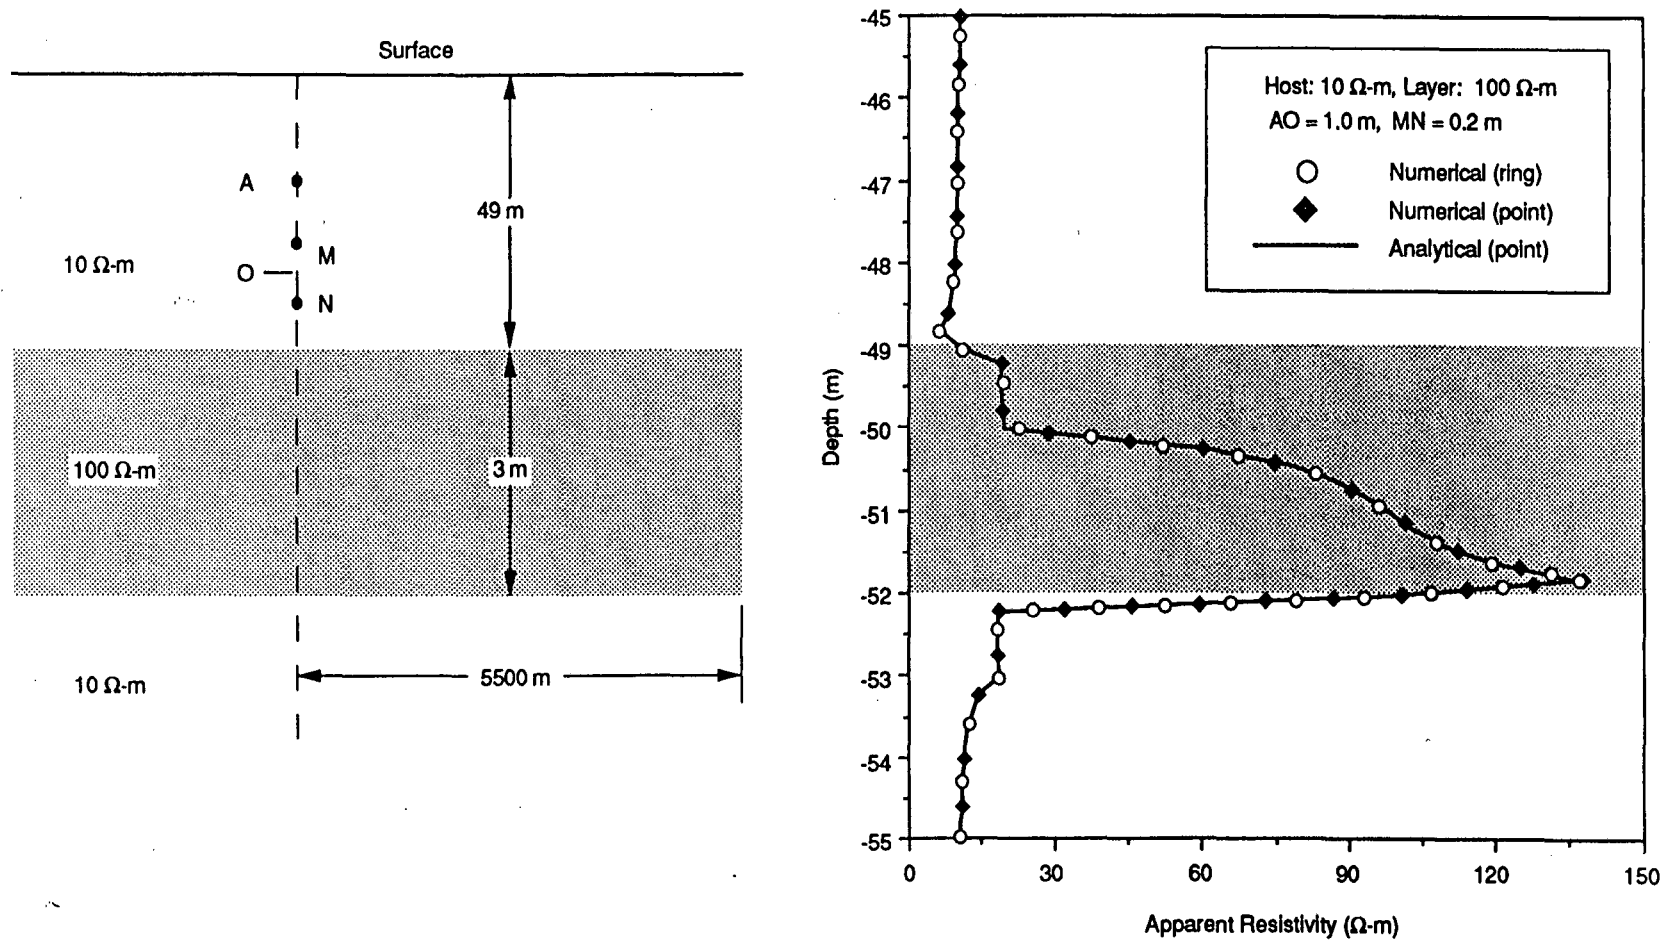 Surface
A
49 m
M
10 Ω-m
O
N
100 Ω-m
3 m
10 Ω-m
5500 m
-45
-46
-47
-48
-49
-50
-51
-52
-53
-54
-55
Depth (m)
Host: 10 Ω-m, Layer: 100 Ω-m
AO = 1.0 m, MN = 0.2 m
Numerical (ring)
Numerical (point)
Analytical (point)
0 30 60 90 120 150
Apparent Resistivity (Ω-m)